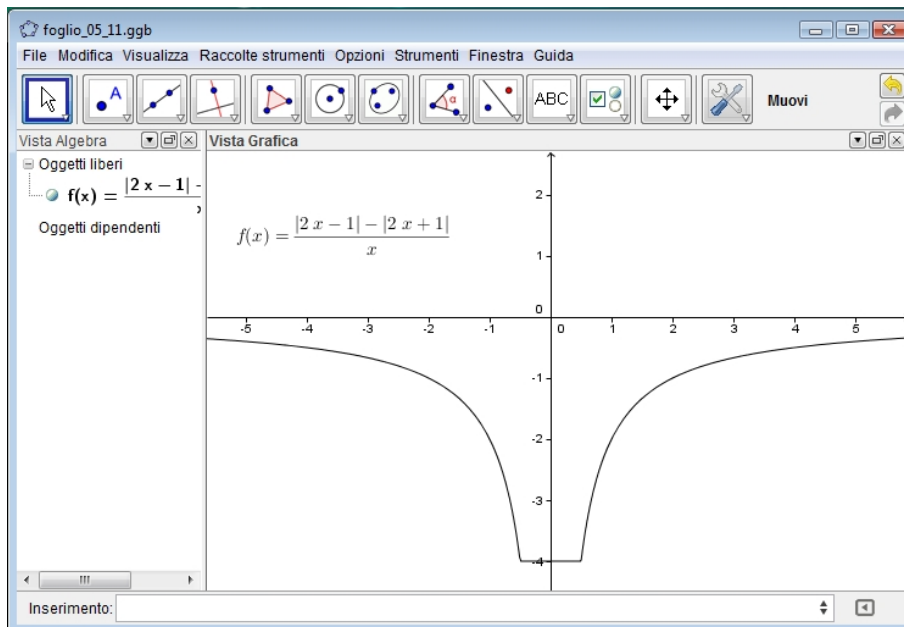 foglio_05_11.ggb
File Modifica Visualizza Raccolte strumenti Opzioni Strumenti Finestra Guida
A α ABC Muovi
Vista Algebra
Vista Grafica
Oggetti liberi
f(x) = |2 x − 1| -
x
Oggetti dipendenti
f(x) = |2 x − 1| − |2 x + 1|
x
2
1
0
-5 -4 -3 -2 -1 0 1 2 3 4 5
-1
-2
-3
-4
Inserimento: